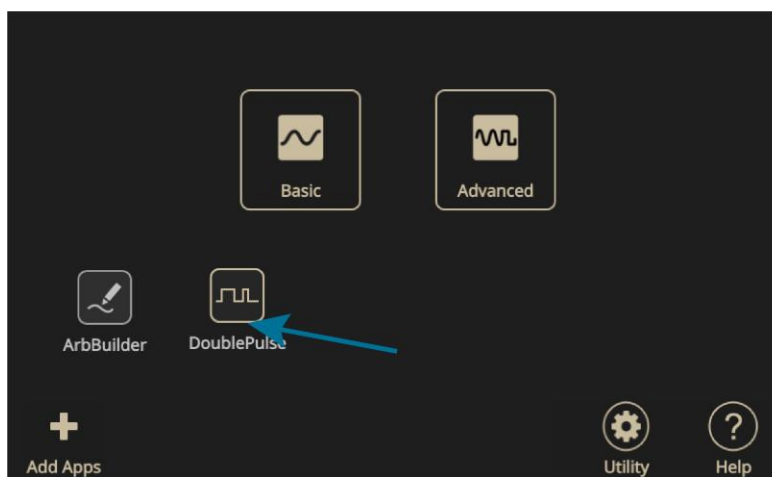 Basic
Advanced
ArbBuilder
DoublePulse
Add Apps
?
Utility
Help